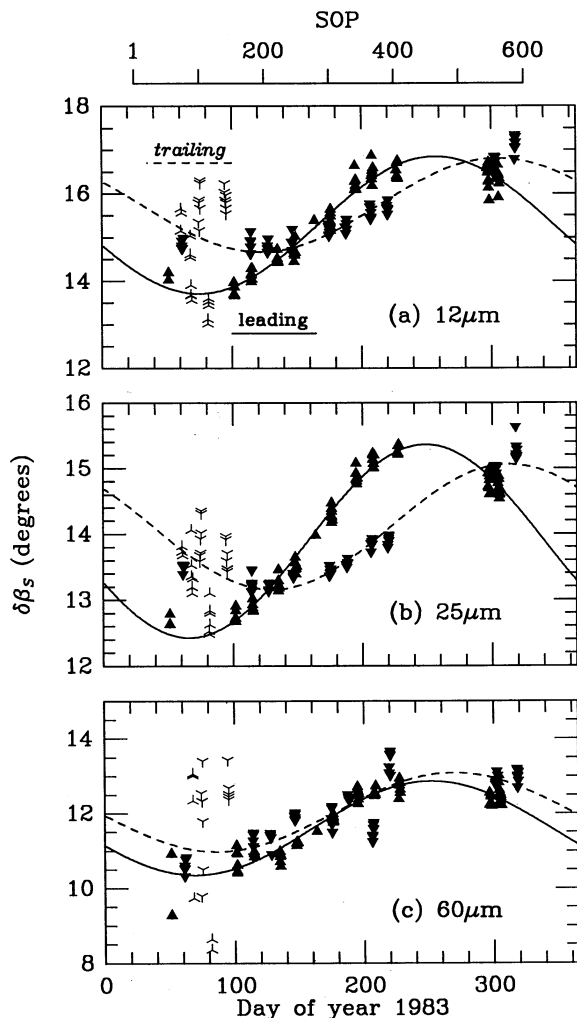 SOP
1 200 400 600
18
16
14
12
trailing
leading
(a) 12μm
16
15
14
13
12
(b) 25μm
δβS (degrees)
14
12
10
8
(c) 60μm
0 100 200 300
Day of year 1983